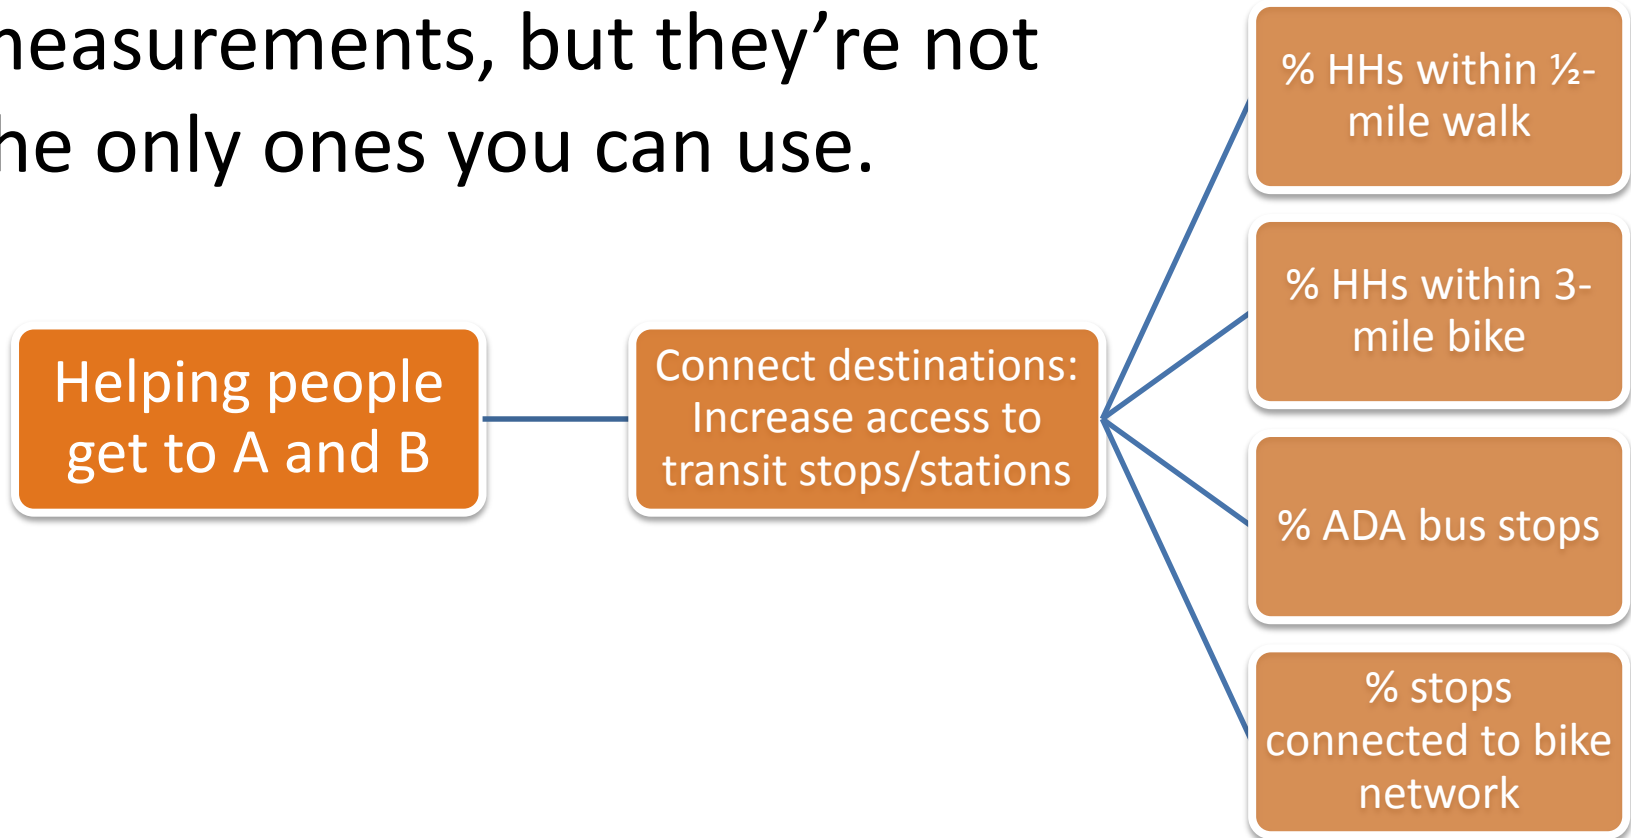 measurements, but they’re not
he only ones you can use.
Helping people
get to A and B
Connect destinations:
Increase access to
transit stops/stations
% HHs within ½-
mile walk
% HHs within 3-
mile bike
% ADA bus stops
% stops
connected to bike
network